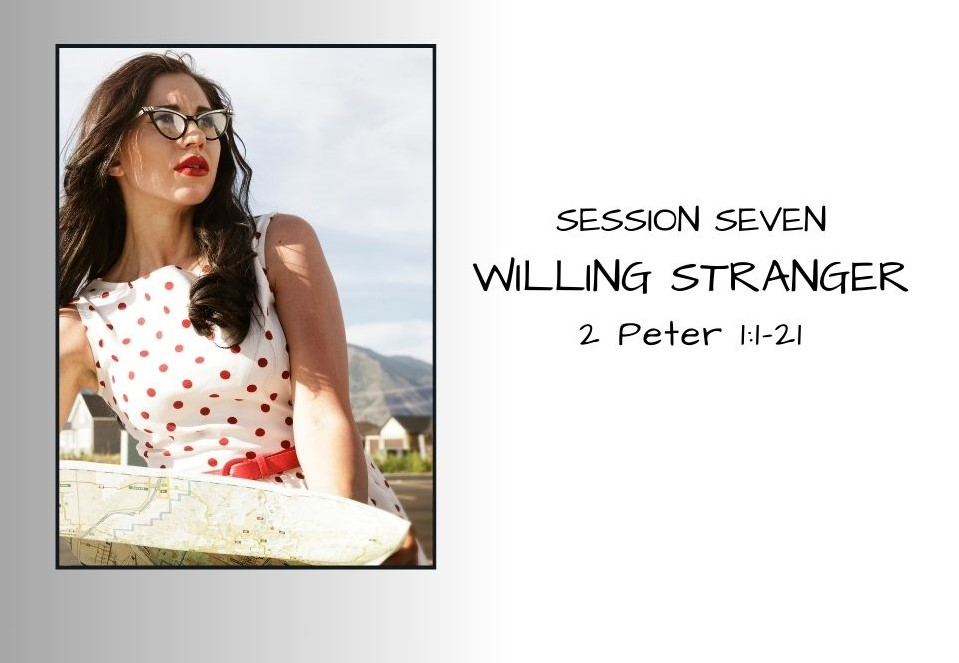 SESSION SEVEN
WILLING STRANGER
2 Peter 1:1-21